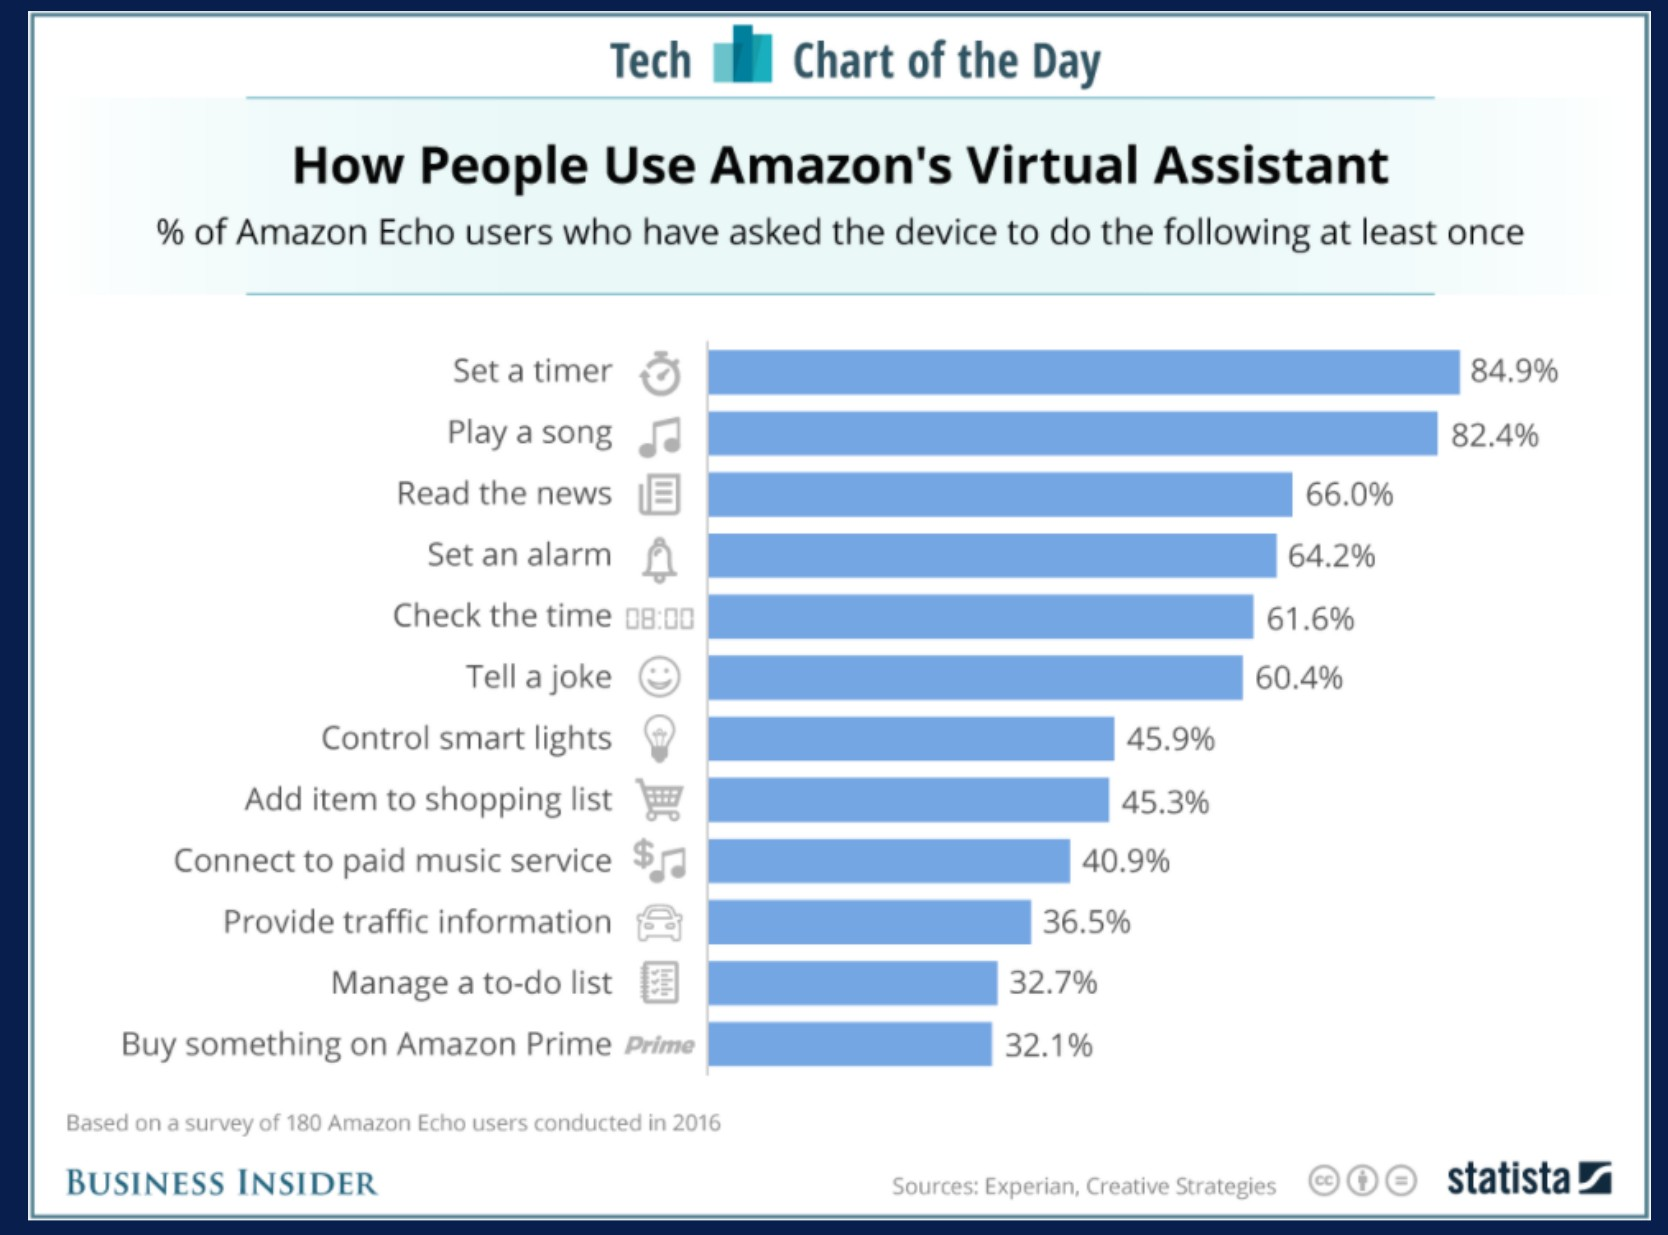 Tech Chart of the Day
How People Use Amazon's Virtual Assistant
% of Amazon Echo users who have asked the device to do the following at least once
Set a timer 84.9%
Play a song 82.4%
Read the news 66.0%
Set an alarm 64.2%
Check the time 08:00 61.6%
Tell a joke 60.4%
Control smart lights 45.9%
Add item to shopping list 45.3%
Connect to paid music service $ 40.9%
Provide traffic information 36.5%
Manage a to-do list 32.7%
Buy something on Amazon Prime Prime 32.1%
Based on a survey of 180 Amazon Echo users conducted in 2016
BUSINESS INSIDER
Sources: Experian, Creative Strategies cc = statista